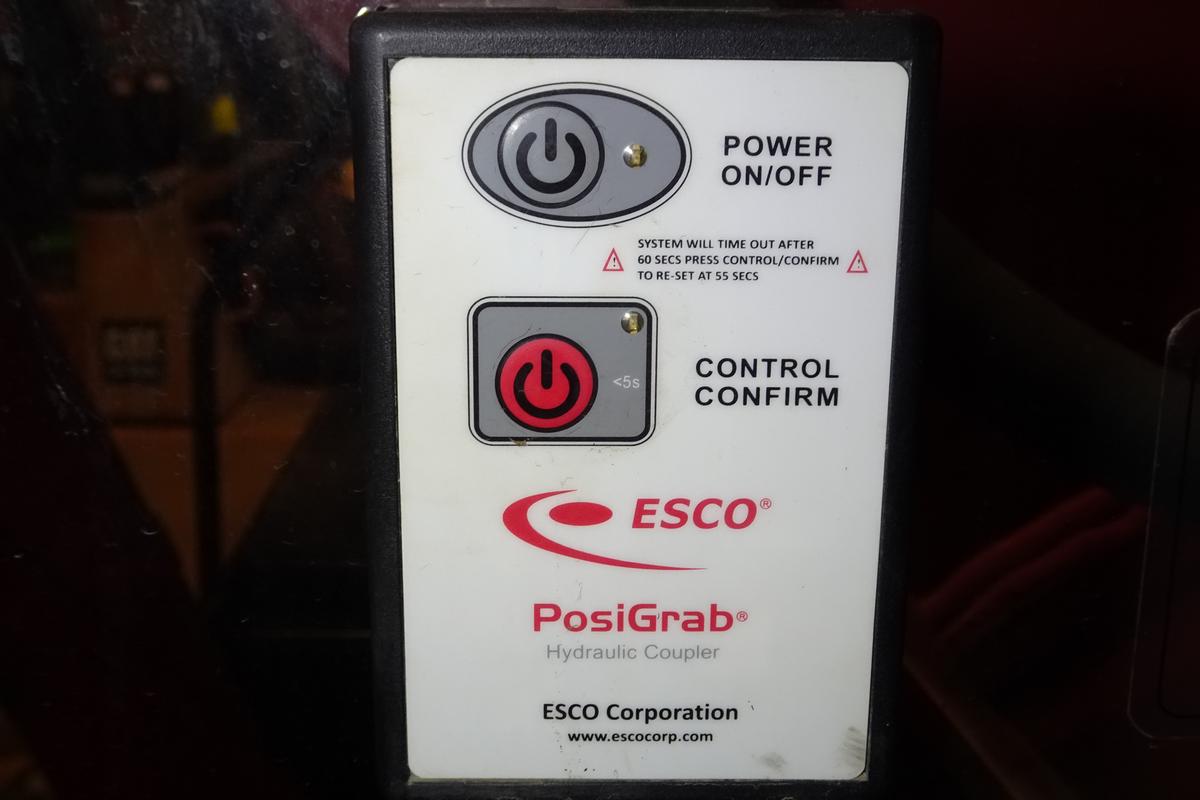 POWER
ON/OFF
SYSTEM WILL TIME OUT AFTER
60 SECS PRESS CONTROL/CONFIRM
TO RE-SET AT 55 SECS
<5s
CONTROL
CONFIRM
ESCO®
PosiGrab®
Hydraulic Coupler
ESCO Corporation
www.escocorp.com